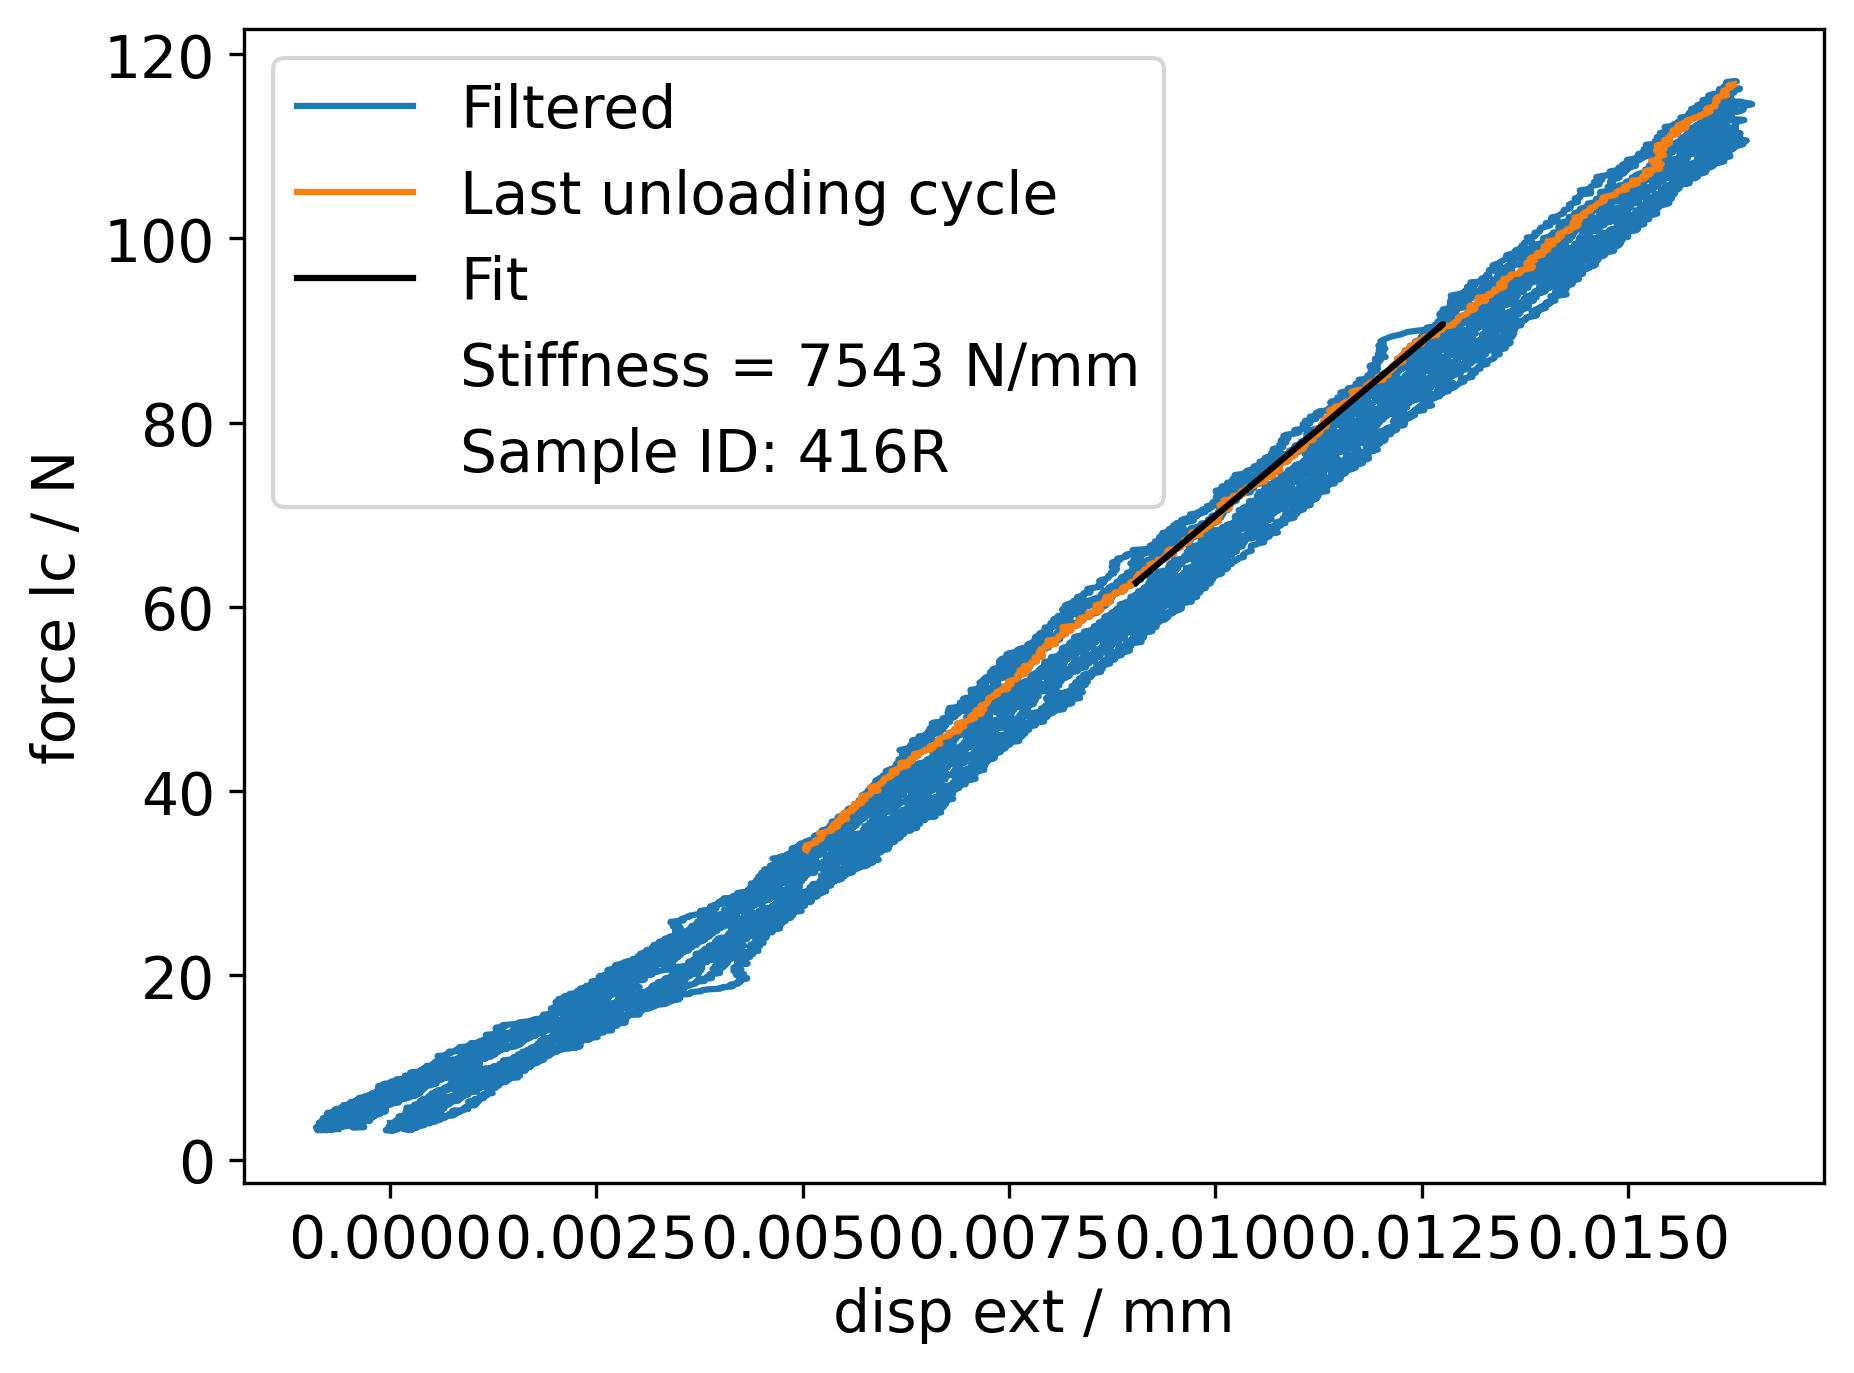 120
100
80
60
40
20
0
force lc / N
Filtered
Last unloading cycle
Fit
Stiffness = 7543 N/mm
Sample ID: 416R
0.0000 0.0025 0.0050 0.0075 0.0100 0.0125 0.0150
disp ext / mm